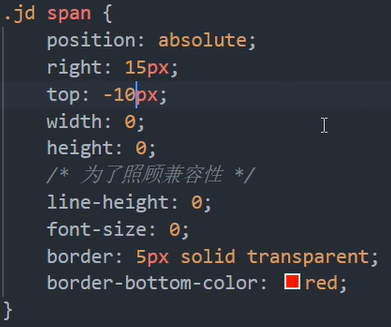 .jd span {
position: absolute;
right: 15px;
top: -10px;
width: 0;
height: 0;
/* 为了照顾兼容性 */
line-height: 0;
font-size: 0;
border: 5px solid transparent;
border-bottom-color: red;
}